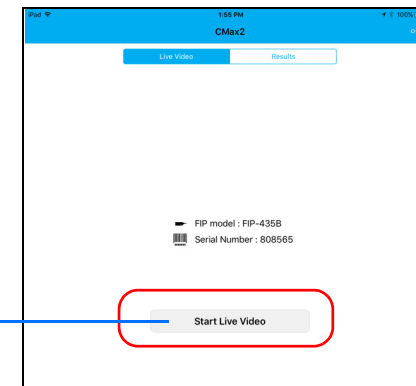 iPad 1:55 PM 100%
CMax2
Live Video Results
FIP model : FIP-435B
Serial Number : 808565
Start Live Video